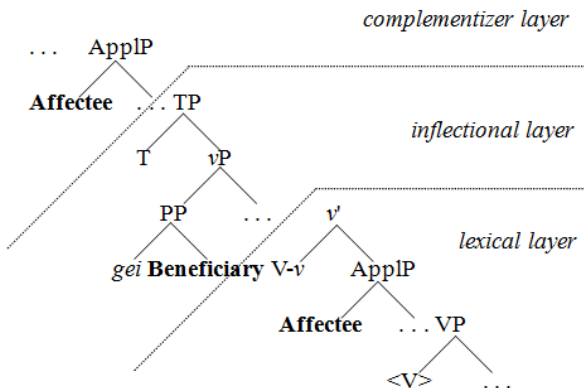 complementizer layer
. . . ApplP
Affectee . . . TP
inflectional layer
T vP
PP . . . v'
lexical layer
gei Beneficiary V-v ApplP
Affectee . . . VP
<V> . . .